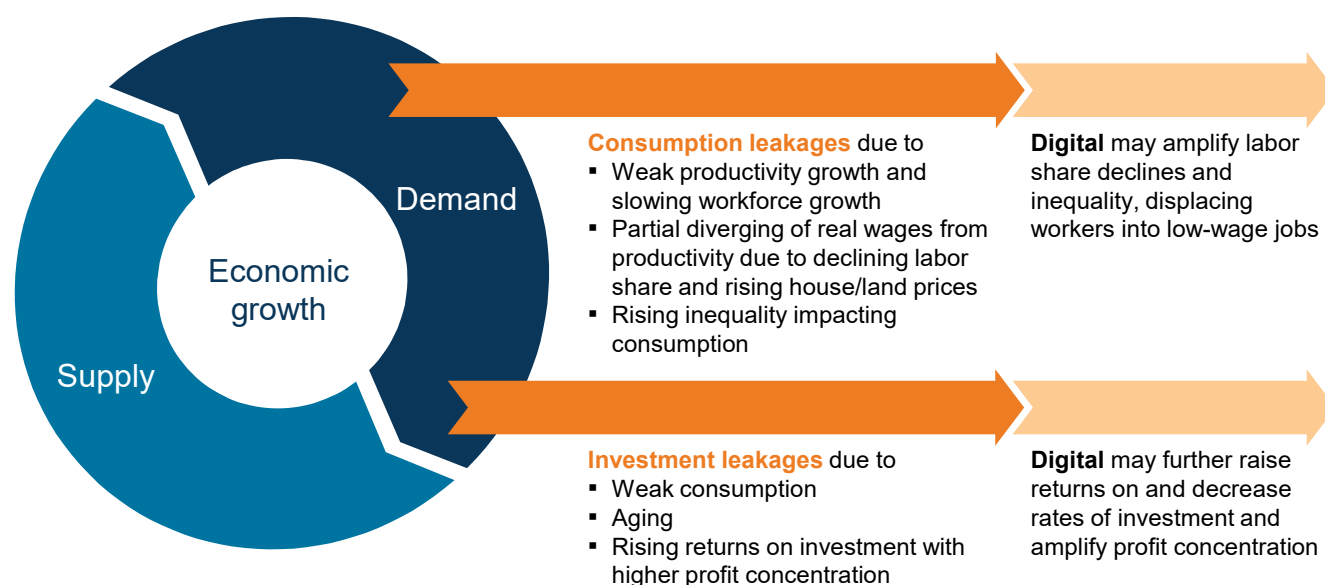 Demand
Economic
growth
Supply
Consumption leakages due to
▪ Weak productivity growth and
slowing workforce growth
▪ Partial diverging of real wages from
productivity due to declining labor
share and rising house/land prices
▪ Rising inequality impacting
consumption
Digital may amplify labor
share declines and
inequality, displacing
workers into low-wage jobs
Investment leakages due to
▪ Weak consumption
▪ Aging
▪ Rising returns on investment with
higher profit concentration
Digital may further raise
returns on and decrease
rates of investment and
amplify profit concentration